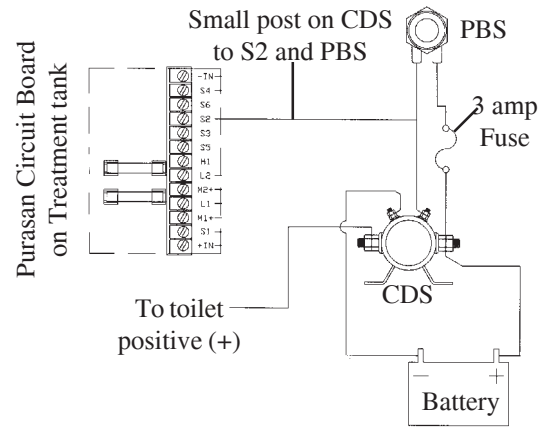 Small post on CDS
to S2 and PBS
PBS
3 amp
Fuse
Purasan Circuit Board
on Treatment tank
-IN
S4
S6
S2
S3
S5
H1
L2
M2+
L1
M1+
S1
+IN
CDS
To toilet
positive (+)
- +
Battery